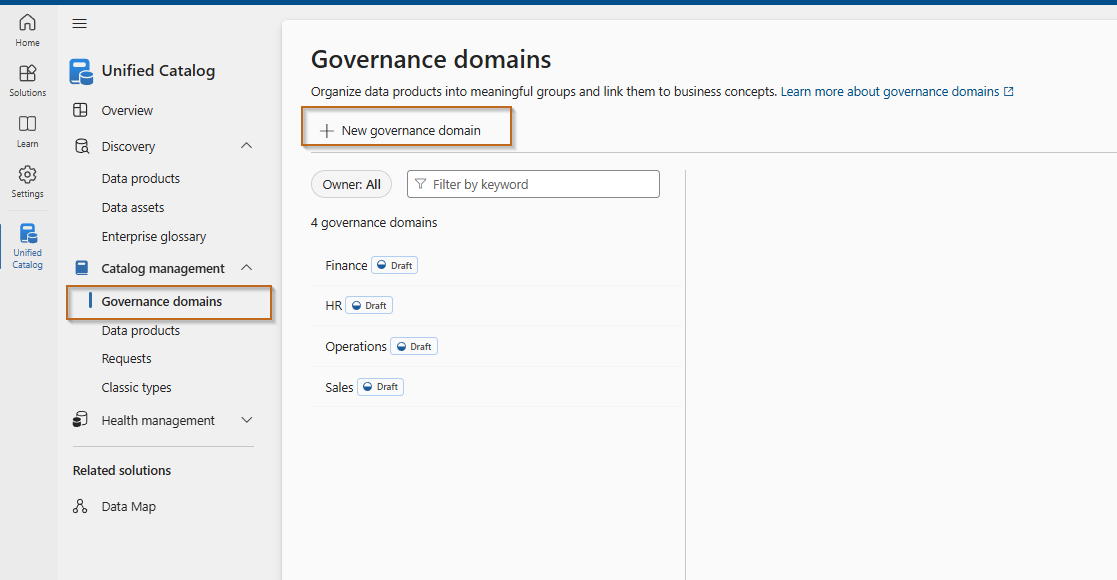 Home
Solutions
Learn
Settings
Unified
Catalog
Unified Catalog
Overview
Discovery
Data products
Data assets
Enterprise glossary
Catalog management
Governance domains
Data products
Requests
Classic types
Health management
Related solutions
Data Map
Governance domains
Organize data products into meaningful groups and link them to business concepts. Learn more about governance domains
New governance domain
Owner: All
Filter by keyword
4 governance domains
Finance Draft
HR Draft
Operations Draft
Sales Draft